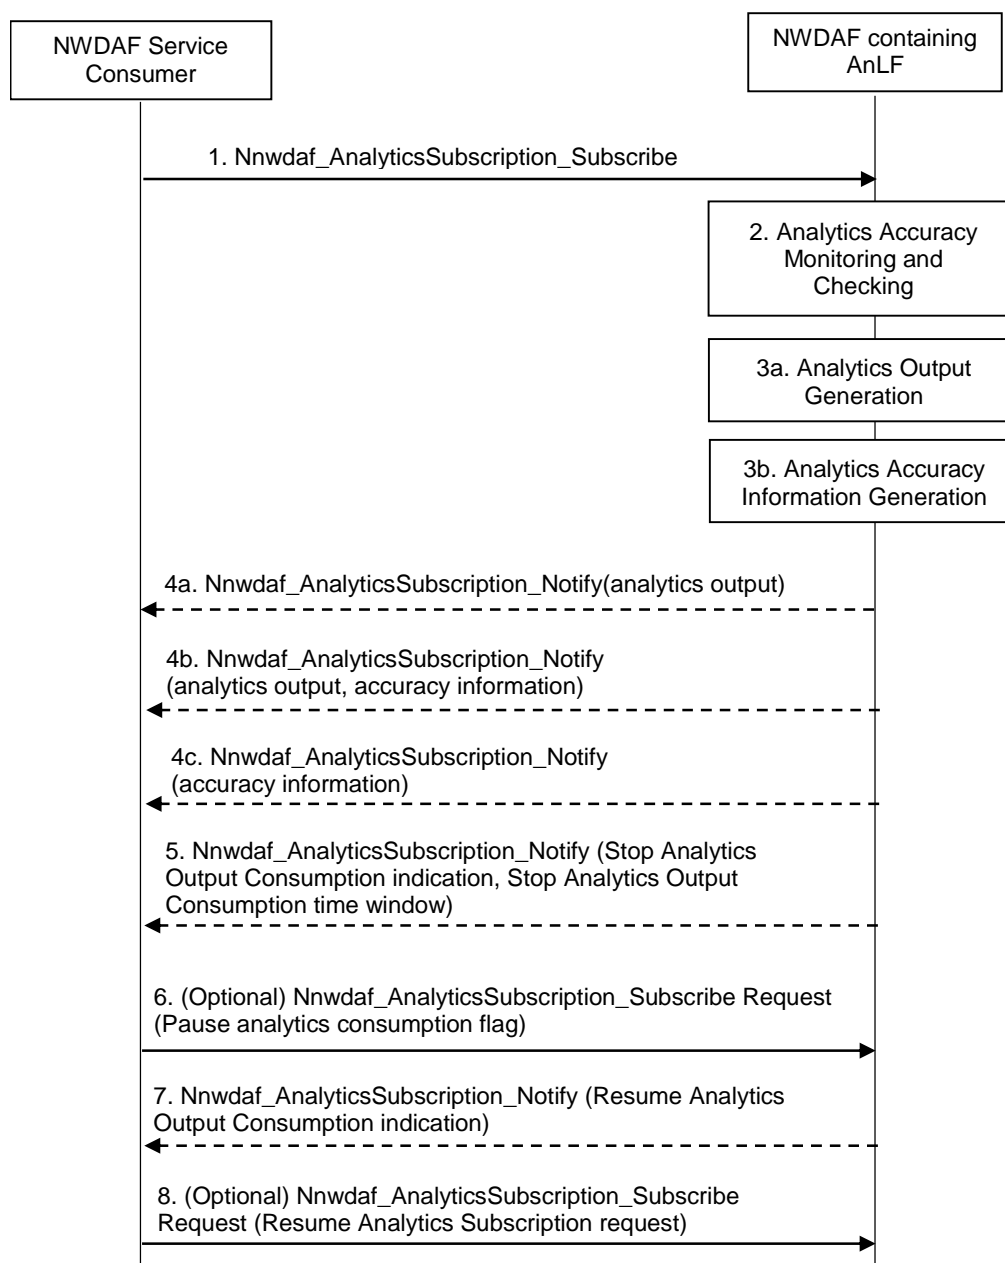 NWDAF Service
Consumer
NWDAF containing
AnLF
1. Nnwdaf_AnalyticsSubscription_Subscribe
2. Analytics Accuracy
Monitoring and
Checking
3a. Analytics Output
Generation
3b. Analytics Accuracy
Information Generation
4a. Nnwdaf_AnalyticsSubscription_Notify(analytics output)
4b. Nnwdaf_AnalyticsSubscription_Notify
(analytics output, accuracy information)
4c. Nnwdaf_AnalyticsSubscription_Notify
(accuracy information)
5. Nnwdaf_AnalyticsSubscription_Notify (Stop Analytics
Output Consumption indication, Stop Analytics Output
Consumption time window)
6. (Optional) Nnwdaf_AnalyticsSubscription_Subscribe Request
(Pause analytics consumption flag)
7. Nnwdaf_AnalyticsSubscription_Notify (Resume Analytics
Output Consumption indication)
8. (Optional) Nnwdaf_AnalyticsSubscription_Subscribe
Request (Resume Analytics Subscription request)